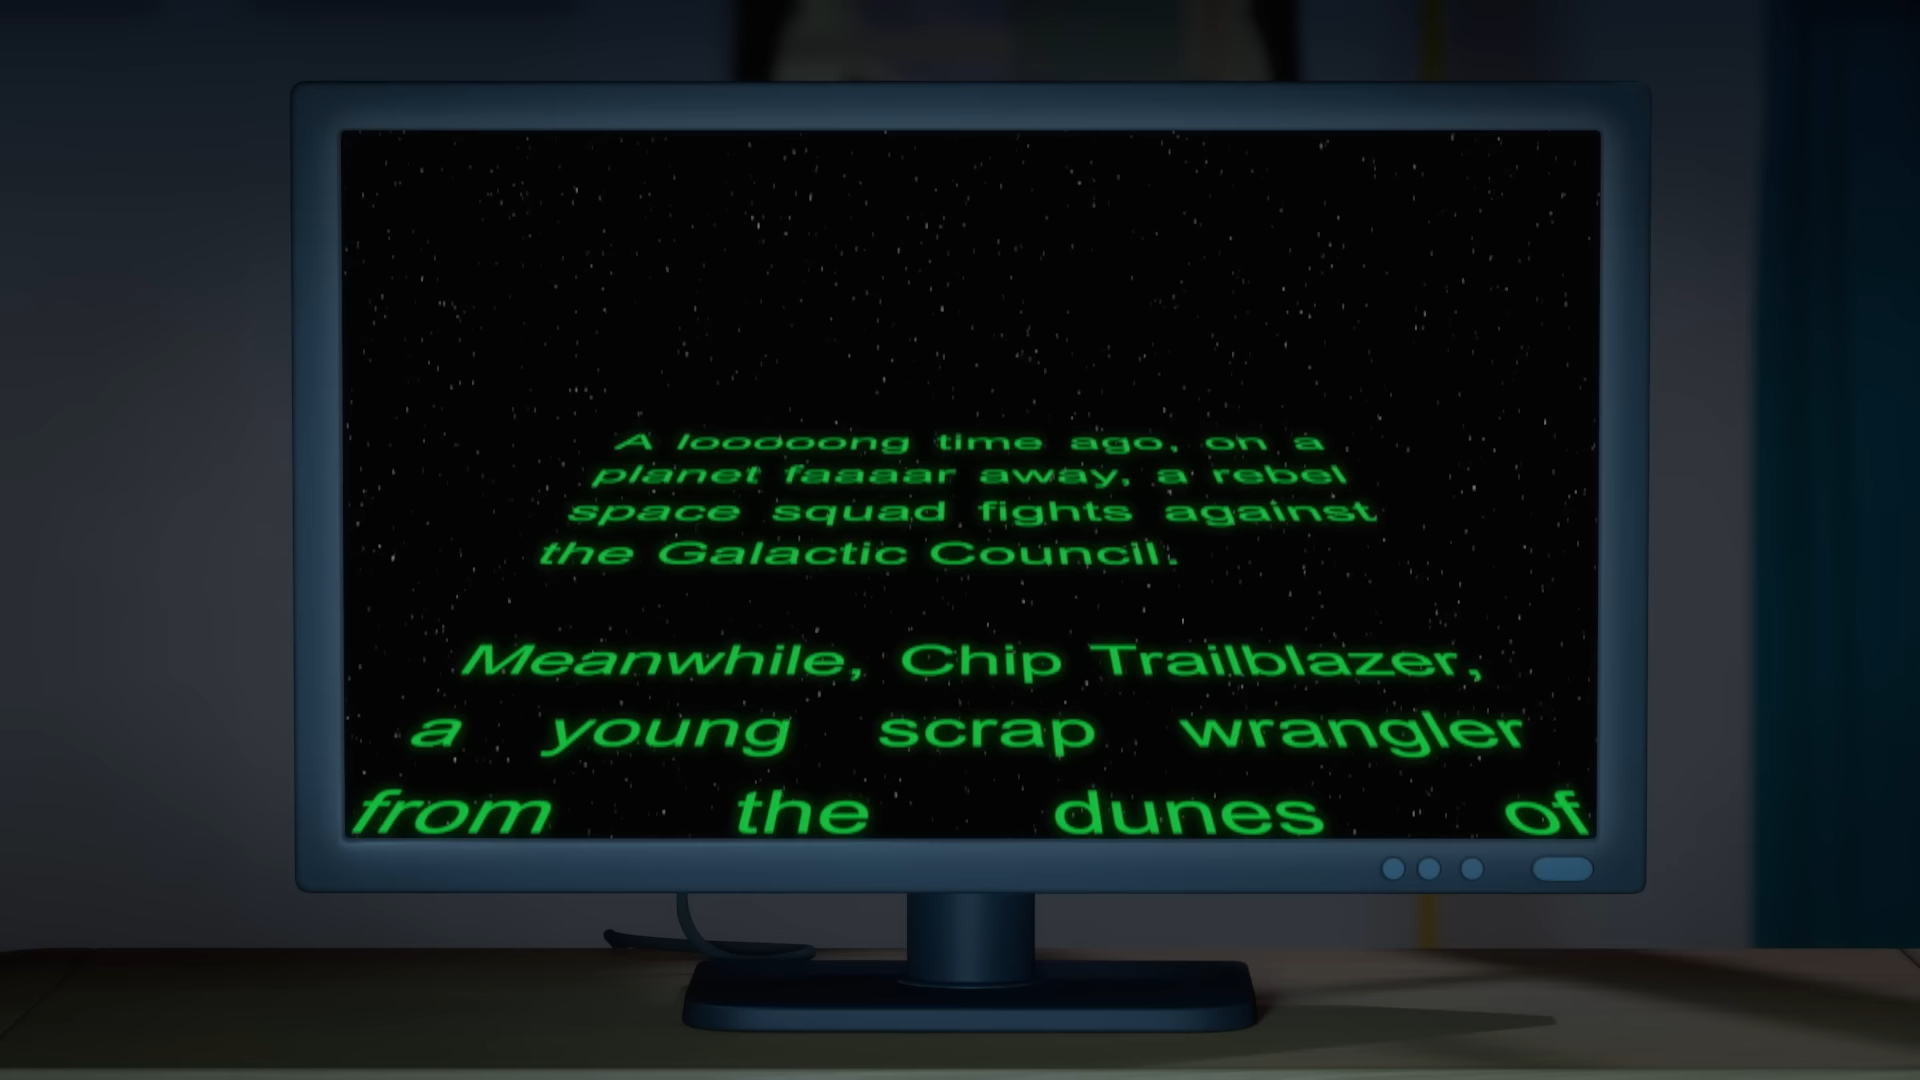 A looooong time ago, on a
planet faaaar away, a rebel
space squad fights against
the Galactic Council.
Meanwhile, Chip Trailblazer,
a young scrap wrangler
from the dunes of